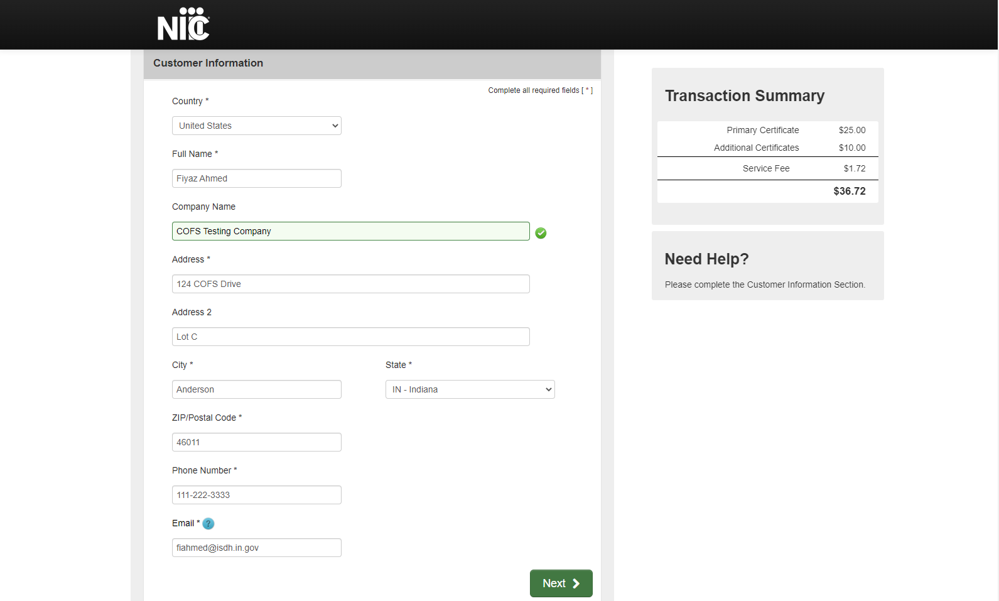 NIC
Customer Information
Complete all required fields [ * ]
Country *
United States
Full Name *
Fiyaz Ahmed
Company Name
COFS Testing Company
Address *
124 COFS Drive
Address 2
Lot C
City *
State *
Anderson
IN - Indiana
ZIP/Postal Code *
46011
Phone Number *
111-222-3333
Email * ?
fiahmed@isdh.in.gov
Next
Transaction Summary
Primary Certificate $25.00
Additional Certificates $10.00
Service Fee $1.72
$36.72
Need Help?
Please complete the Customer Information Section.